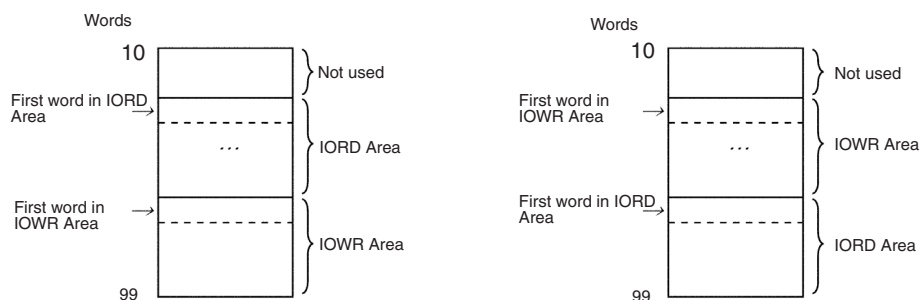 Words
10
Not used
First word in IORD
Area
IORD Area
...
First word in
IOWR Area
IOWR Area
99
Words
10
Not used
First word in
IOWR Area
IOWR Area
...
First word in IORD
Area
IORD Area
99